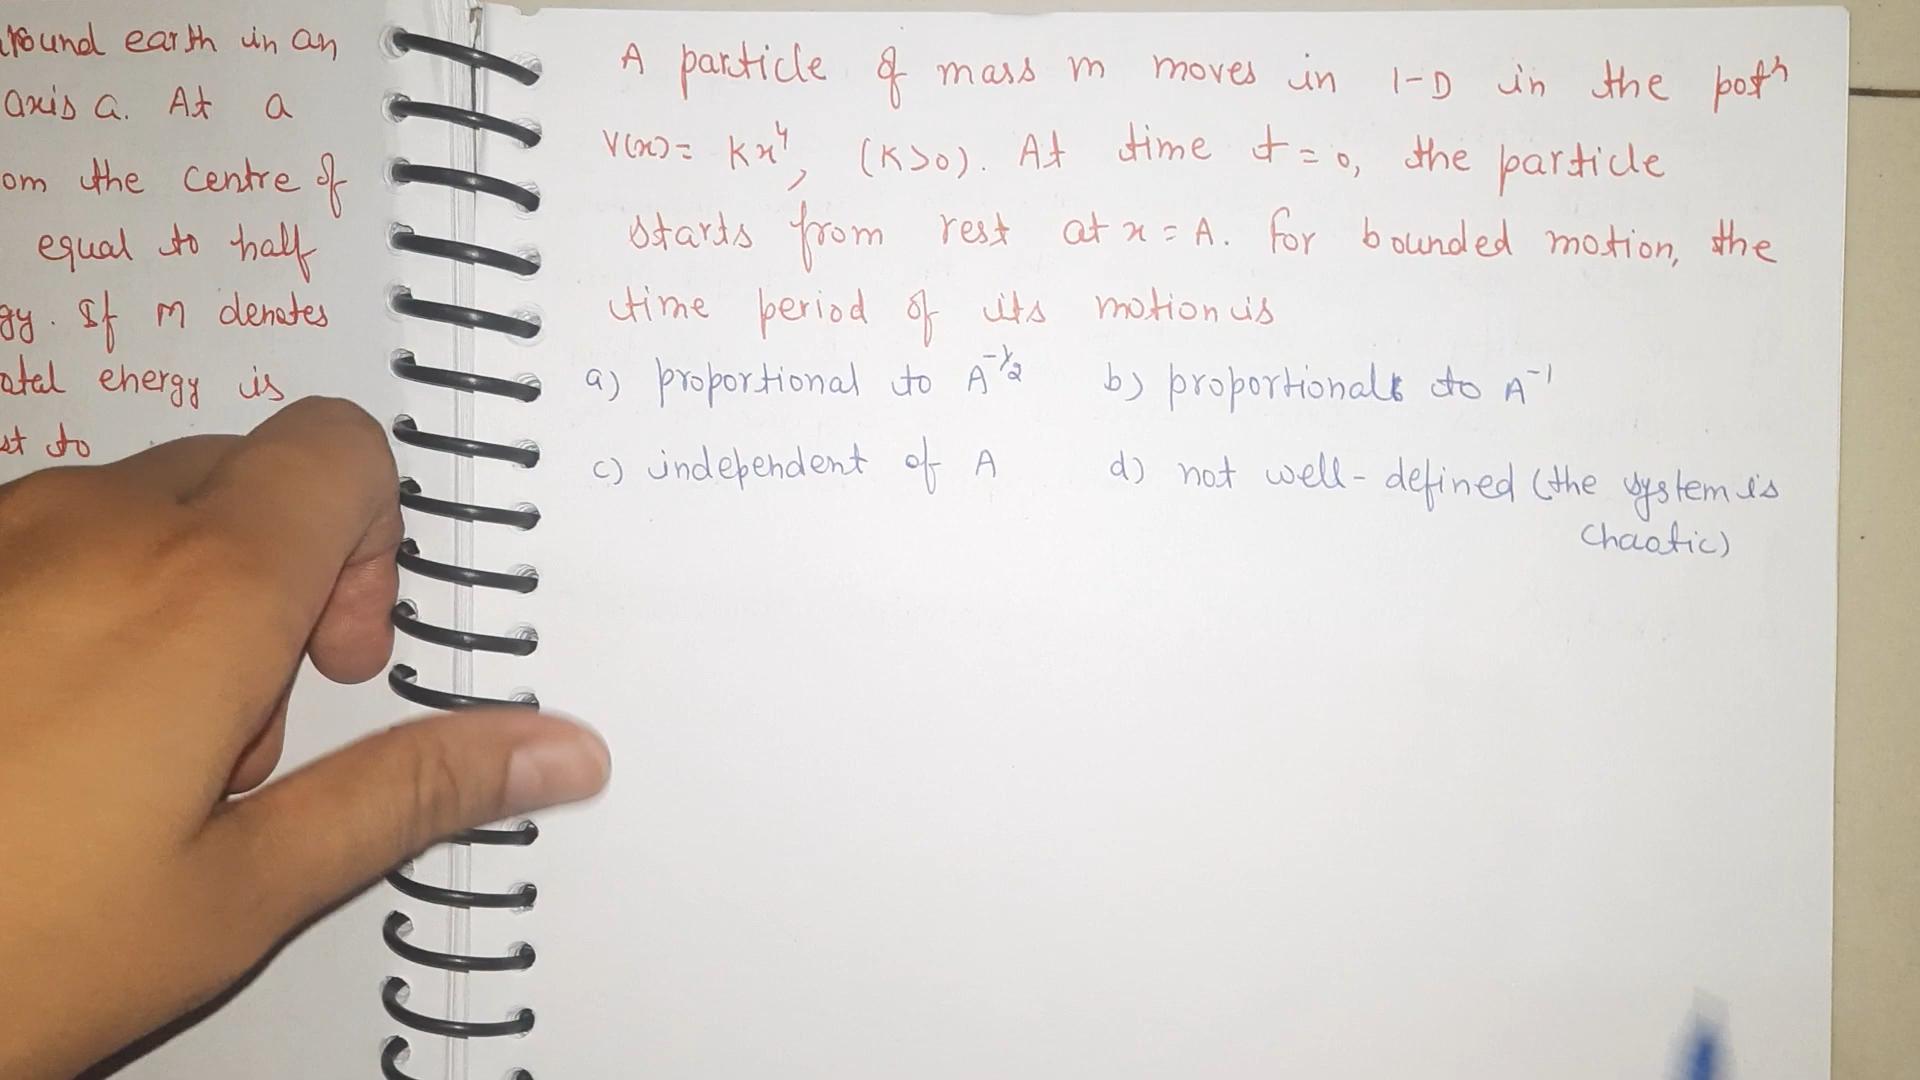 around earth in an
axis a. At a
om the centre of
equal to half
gy. If m denotes
otal energy is
st to
A particle of mass m moves in 1-D in the potⁿ
V(x) = Kx⁴, (K>0). At time t = 0, the particle
starts from rest at x = A. For bounded motion, the
time period of its motion is
a) proportional to A^-1/2 b) proportional to A⁻¹
c) independent of A d) not well-defined (the system is
chaotic)